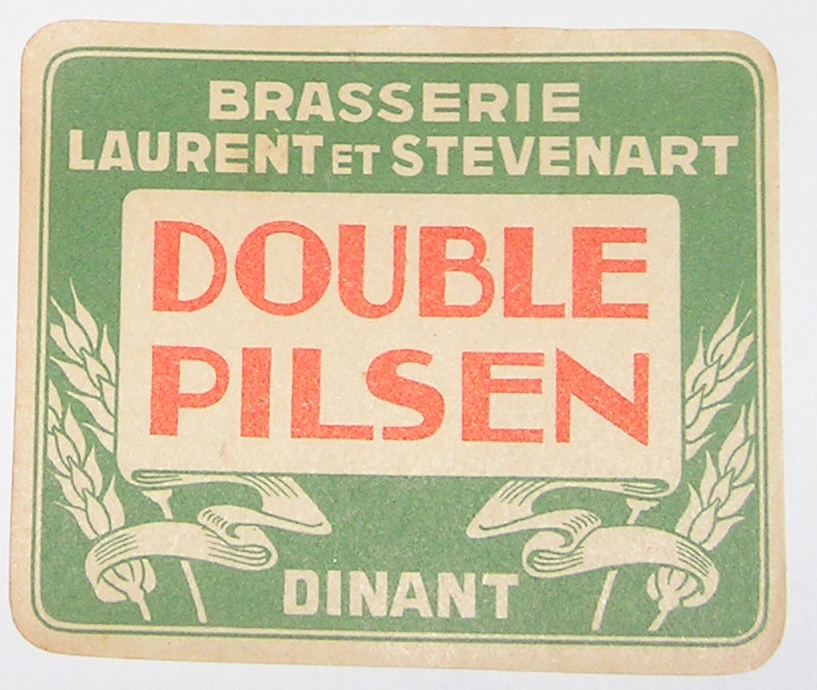 BRASSERIE
LAURENT ET STEVENART
DOUBLE
PILSEN
DINANT